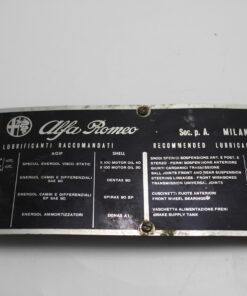 Alfa Romeo
Soc. p. A. MILAN
LUBRIFICANTI RACCOMANDATI
RECOMMENDED LUBRIC
AGIP SHELL
SPECIAL ENERGOL VISCO-STATIC
X 100 MOTOR OIL 40
X 100 MOTOR OIL 30
ENERGOL CAMBI E DIFFERENZIALI
SAE 90
DENTAX 90
ENERGOL CAMBI E DIFFERENZIALI
EP SAE 90
SPIRAX 90 EP
ENERGOL AMMORTIZZATORI
DONAX A1
SNODI SFERICI SOSPENSIONE ANT. E POST. E
STERZO - PERNI SOSPENSIONE ANTERIORE
GIUNTI CARDANICI TRASMISSIONE
BALL JOINTS FRONT AND REAR SUSPENSION
STEERING LINKAGES - FRONT WISHBONES
TRANSMISSION UNIVERSAL JOINTS
CUSCINETTI RUOTE ANTERIORI
FRONT WHEEL BEARINGS
VASCHETTA ALIMENTAZIONE FRENI
BRAKE SUPPLY TANK